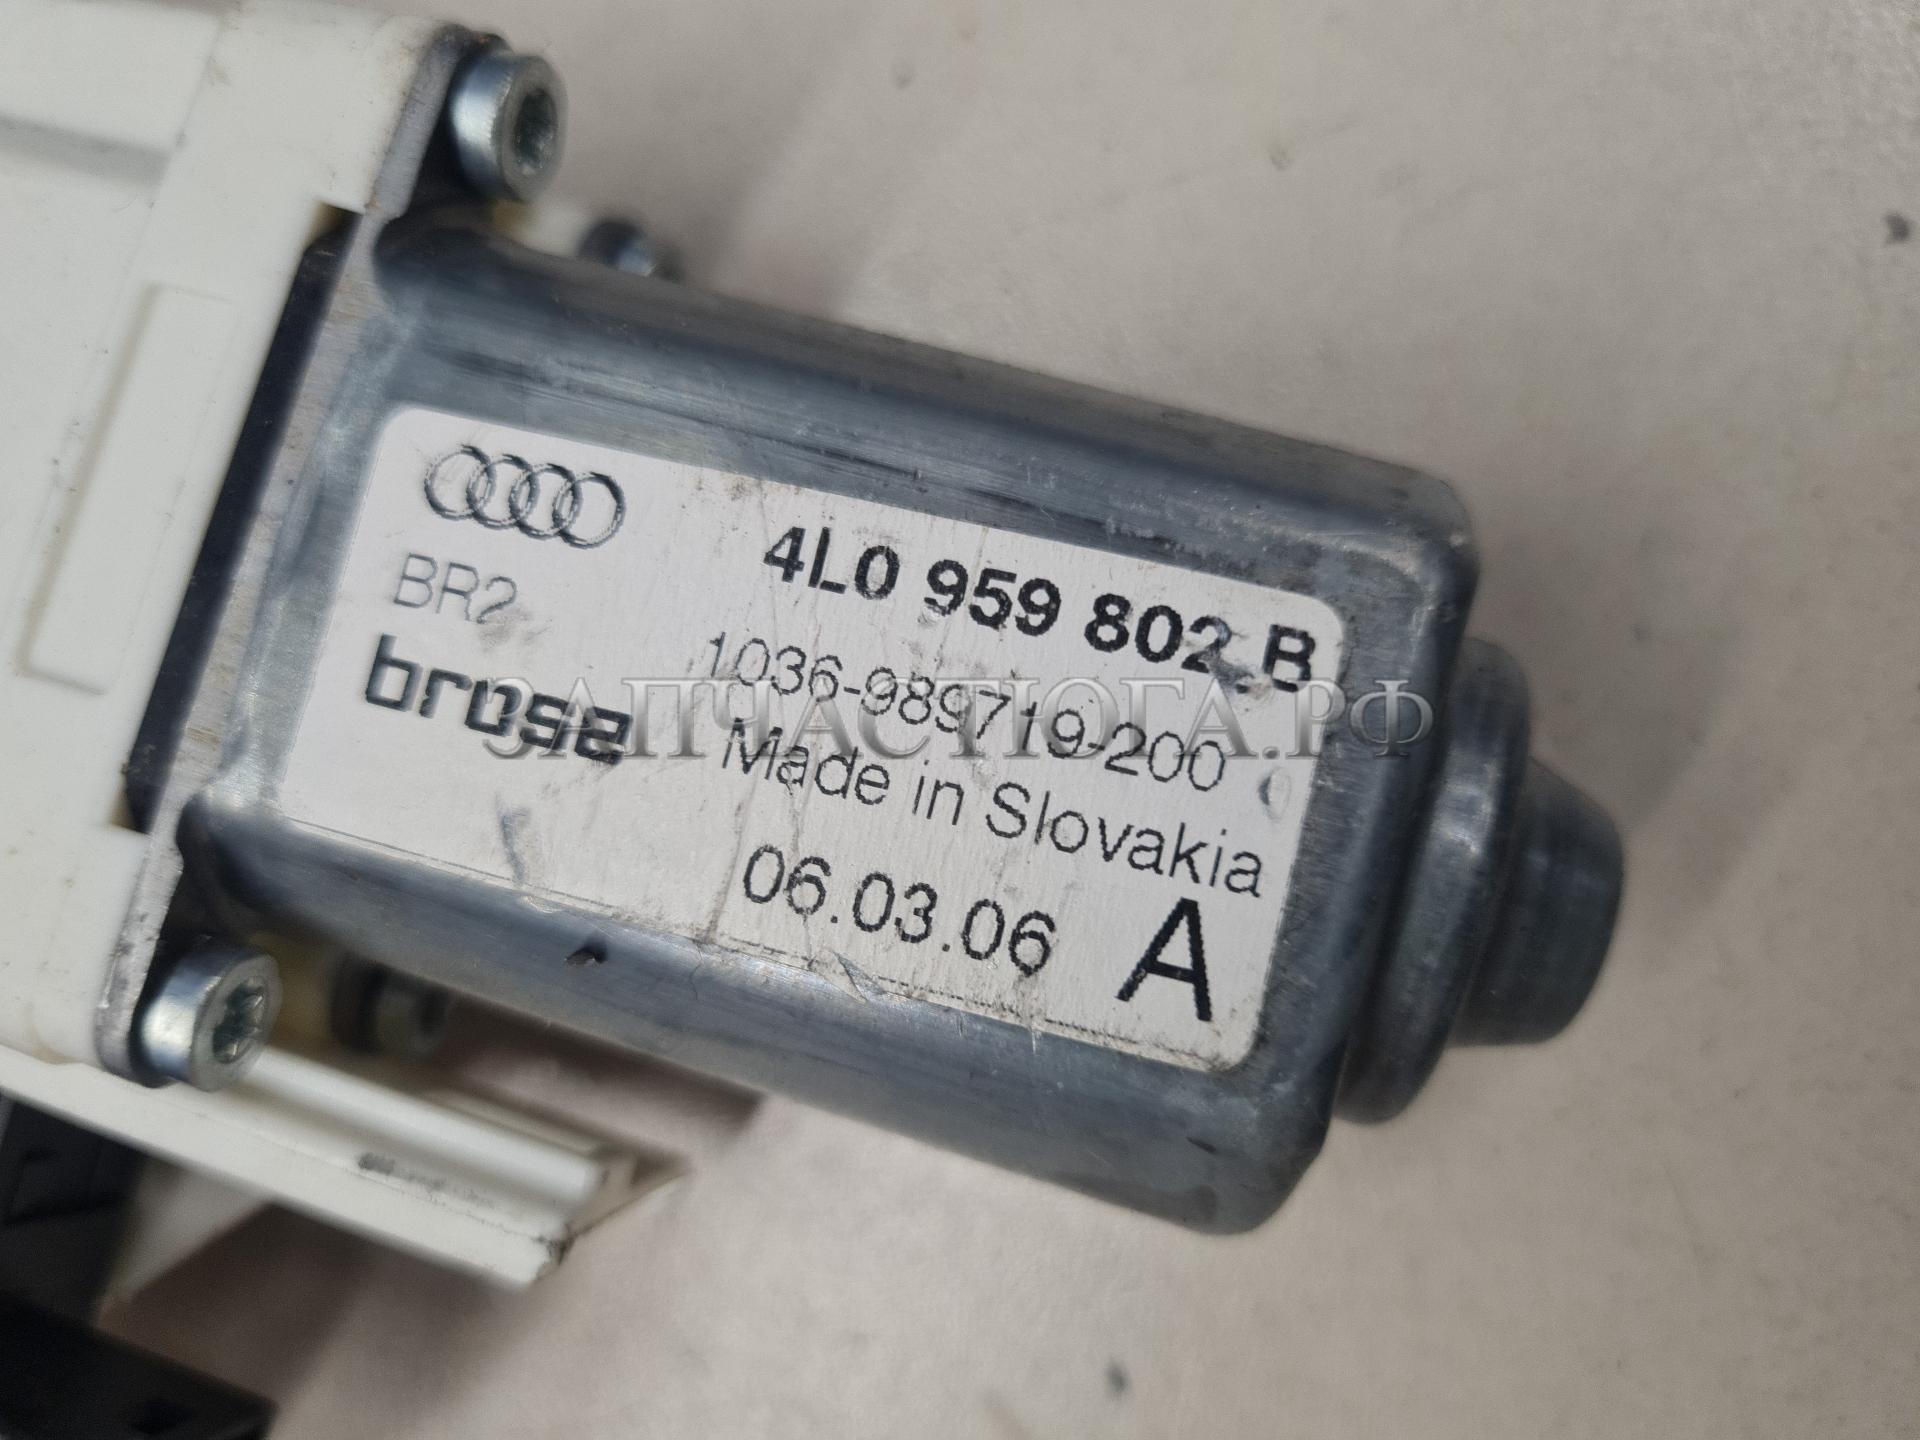 4L0 959 802 B
BR2
1036-989719-200
brose
ЗАПЧАСТЮГА.РФ
Made in Slovakia
06.03.06 A